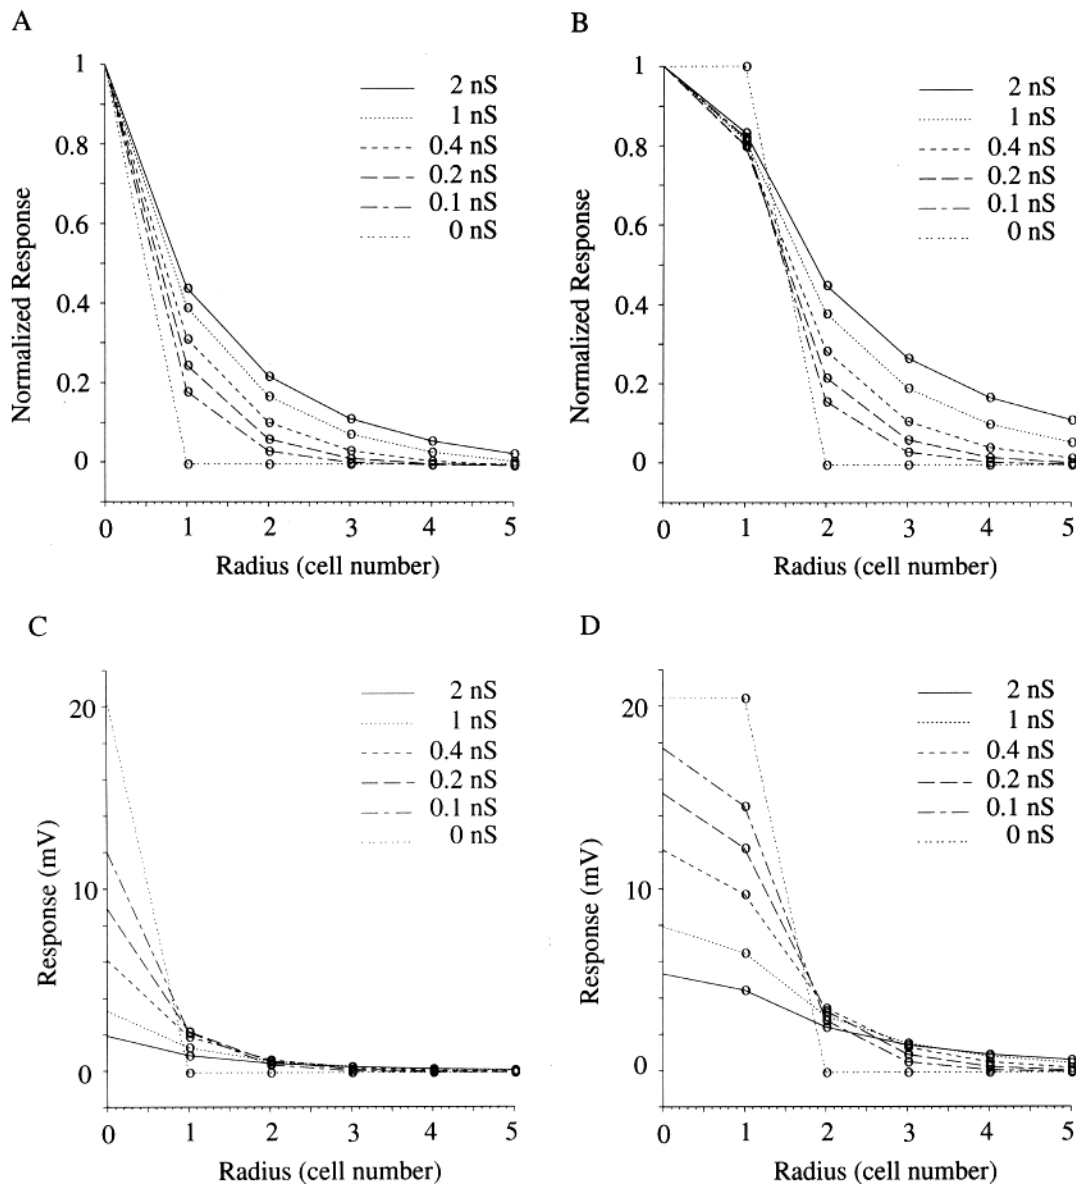 A
1
0.8
0.6
0.4
0.2
0
Normalized Response
2 nS
1 nS
0.4 nS
0.2 nS
0.1 nS
0 nS
0 1 2 3 4 5
Radius (cell number)
B
1
0.8
0.6
0.4
0.2
0
Normalized Response
2 nS
1 nS
0.4 nS
0.2 nS
0.1 nS
0 nS
0 1 2 3 4 5
Radius (cell number)
C
20
10
0
Response (mV)
2 nS
1 nS
0.4 nS
0.2 nS
0.1 nS
0 nS
0 1 2 3 4 5
Radius (cell number)
D
20
10
0
Response (mV)
2 nS
1 nS
0.4 nS
0.2 nS
0.1 nS
0 nS
0 1 2 3 4 5
Radius (cell number)